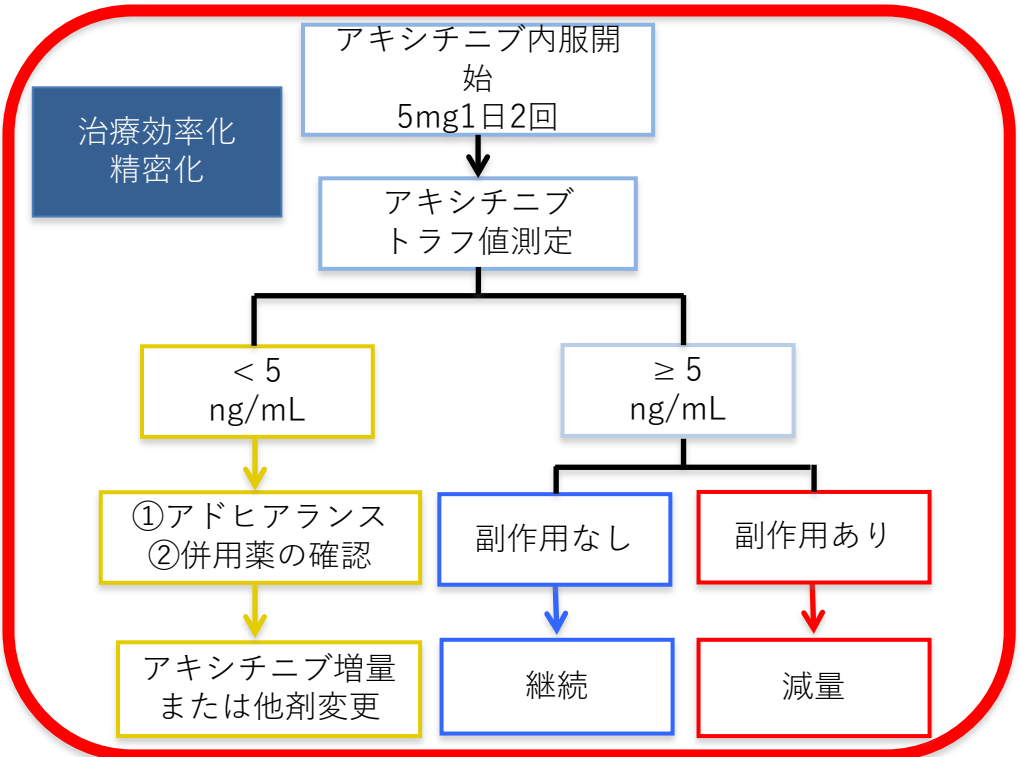 アキシチニブ内服開
始
5mg1日2回
治療効率化
精密化
アキシチニブ
トラフ値測定
< 5
ng/mL
≥ 5
ng/mL
①アドヒアランス
②併用薬の確認
副作用なし
副作用あり
アキシチニブ増量
または他剤変更
継続
減量